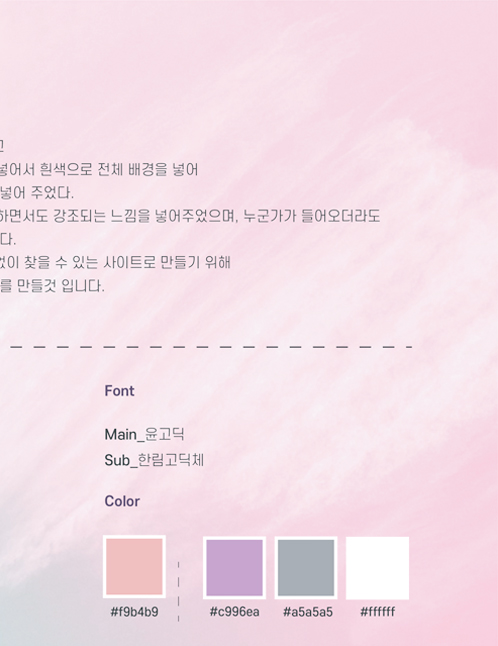 고
넣어서 흰색으로 전체 배경을 넣어
넣어 주었다.
하면서도 강조되는 느낌을 넣어주었으며, 누군가가 들어오더라도
다.
없이 찾을 수 있는 사이트로 만들기 위해
를 만들것 입니다.
Font
Main_윤고딕
Sub_한림고딕체
Color
#f9b4b9 #c996ea #a5a5a5 #ffffff